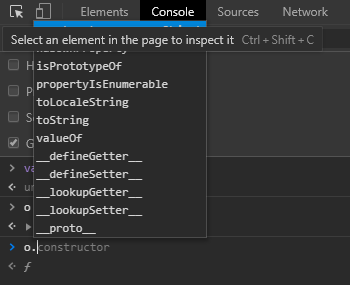 Elements Console Sources Network
Select an element in the page to inspect it Ctrl + Shift + C
H
isPrototypeOf
P
propertyIsEnumerable
toLocaleString
S
toString
G
valueOf
__defineGetter__
va
__defineSetter__
un
__lookupGetter__
o
__lookupSetter__
__proto__
o.constructor
f